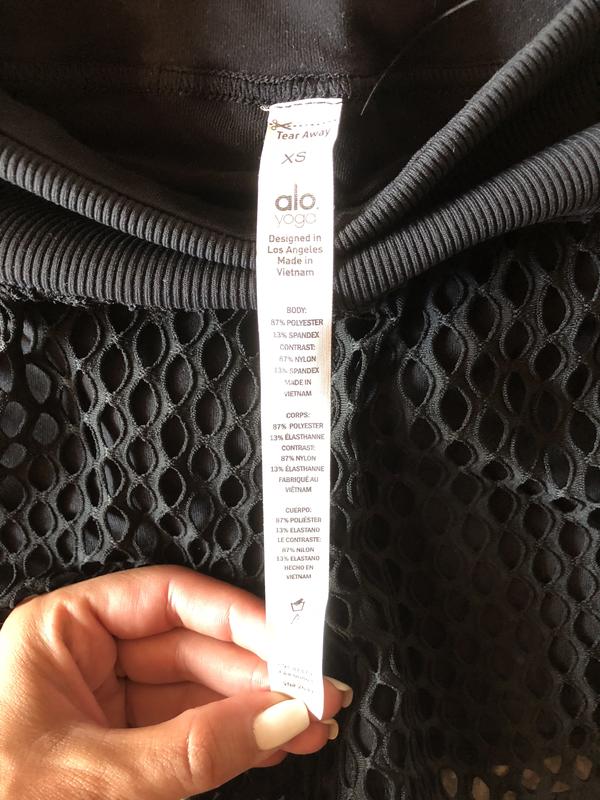 Tear Away
XS
alo.
yoga
Designed in
Los Angeles
Made in
Vietnam
BODY:
87% POLYESTER
13% SPANDEX
CONTRAST:
87% NYLON
13% SPANDEX
MADE IN
VIETNAM
CORPS:
87% POLYESTER
13% ÉLASTHANNE
CONTRAST:
87% NYLON
13% ÉLASTHANNE
FABRIQUÉ AU
VIÊTNAM
CUERPO:
87% POLIÉSTER
13% ELASTANO
LE CONTRASTE:
87% NILON
13% ELASTANO
HECHO EN
VIETNAM